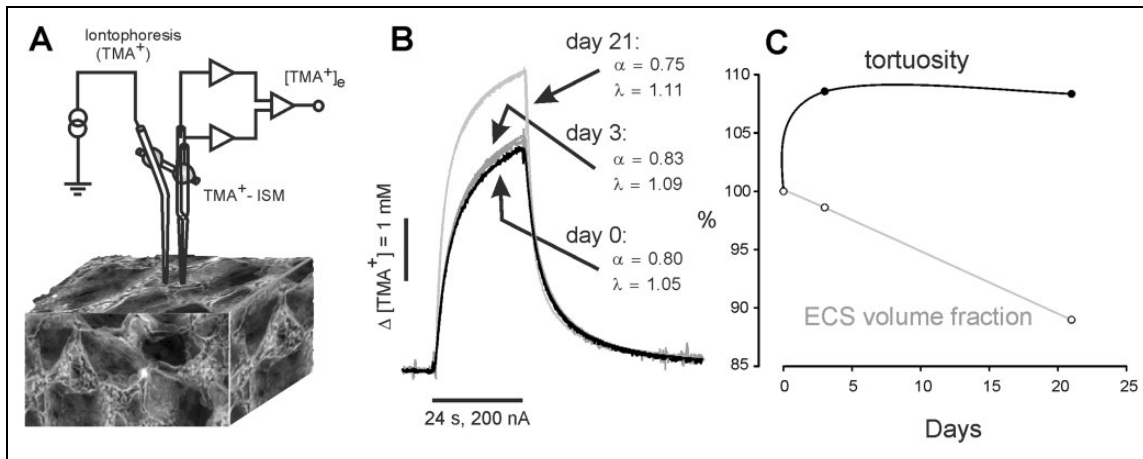 A
Iontophoresis
(TMA⁺)
[TMA⁺]e
TMA⁺- ISM
B
Δ [TMA⁺] = 1 mM
24 s, 200 nA
day 21:
α = 0.75
λ = 1.11
day 3:
α = 0.83
λ = 1.09
day 0:
α = 0.80
λ = 1.05
C
tortuosity
%
110
105
100
95
90
85
ECS volume fraction
0 5 10 15 20 25
Days